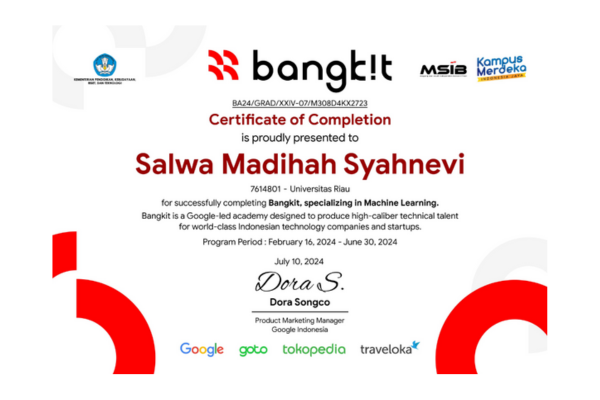 bangk!t
KEMENTERIAN PENDIDIKAN, KEBUDAYAAN,
RISET, DAN TEKNOLOGI
MSIB
Kampus
Merdeka
INDONESIA JAYA
BA24/GRAD/XXIV-07/M308D4KX2723
Certificate of Completion
is proudly presented to
Salwa Madihah Syahnevi
7614801 - Universitas Riau
for successfully completing Bangkit, specializing in Machine Learning.
Bangkit is a Google-led academy designed to produce high-caliber technical talent
for world-class Indonesian technology companies and startups.
Program Period : February 16, 2024 - June 30, 2024
July 10, 2024
Dora S.
Dora Songco
Product Marketing Manager
Google Indonesia
Google goto tokopedia traveloka